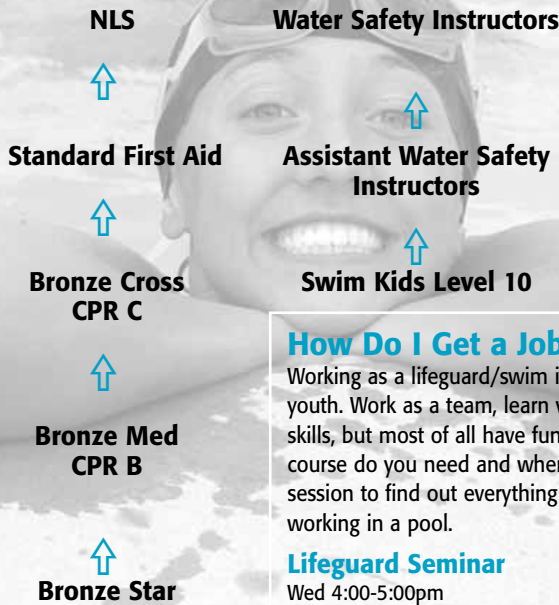 NLS
Standard First Aid
Bronze Cross
CPR C
Bronze Med
CPR B
Bronze Star
Water Safety Instructors
Assistant Water Safety
Instructors
Swim Kids Level 10
How Do I Get a Job
Working as a lifeguard/swim i
youth. Work as a team, learn
skills, but most of all have fun
course do you need and
session to find out everything
working in a pool.
Lifeguard Seminar
Wed 4:00-5:00pm